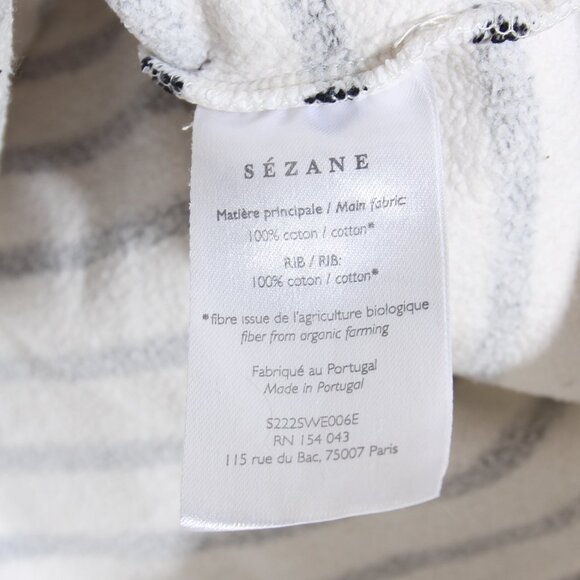 SÉZANE
Matière principale / Main fabric:
100% coton / cotton*
RIB / RIB:
100% coton / cotton*
*fibre issue de l'agriculture biologique
fiber from organic farming
Fabriqué au Portugal
Made in Portugal
S222SWE006E
RN 154 043
115 rue du Bac, 75007 Paris